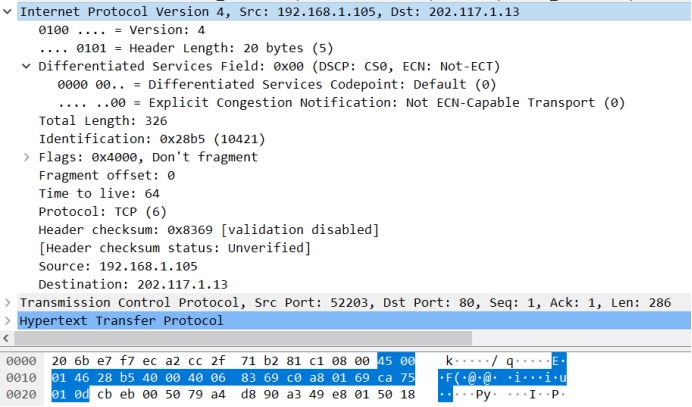 Internet Protocol Version 4, Src: 192.168.1.105, Dst: 202.117.1.13
0100 .... = Version: 4
.... 0101 = Header Length: 20 bytes (5)
Differentiated Services Field: 0x00 (DSCP: CS0, ECN: Not-ECT)
0000 00.. = Differentiated Services Codepoint: Default (0)
.... ..00 = Explicit Congestion Notification: Not ECN-Capable Transport (0)
Total Length: 326
Identification: 0x28b5 (10421)
Flags: 0x4000, Don't fragment
Fragment offset: 0
Time to live: 64
Protocol: TCP (6)
Header checksum: 0x8369 [validation disabled]
[Header checksum status: Unverified]
Source: 192.168.1.105
Destination: 202.117.1.13
Transmission Control Protocol, Src Port: 52203, Dst Port: 80, Seq: 1, Ack: 1, Len: 286
Hypertext Transfer Protocol
0000 20 6b e7 f7 ec a2 cc 2f 71 b2 81 c1 08 00 45 00 k·····/ q·····E·
0010 01 46 28 b5 40 00 40 06 83 69 c0 a8 01 69 ca 75 ·F(·@·@· ·i···i·u
0020 01 0d cb eb 00 50 79 a4 d8 90 a3 49 e8 01 50 18 ·····Py· ···I··P·